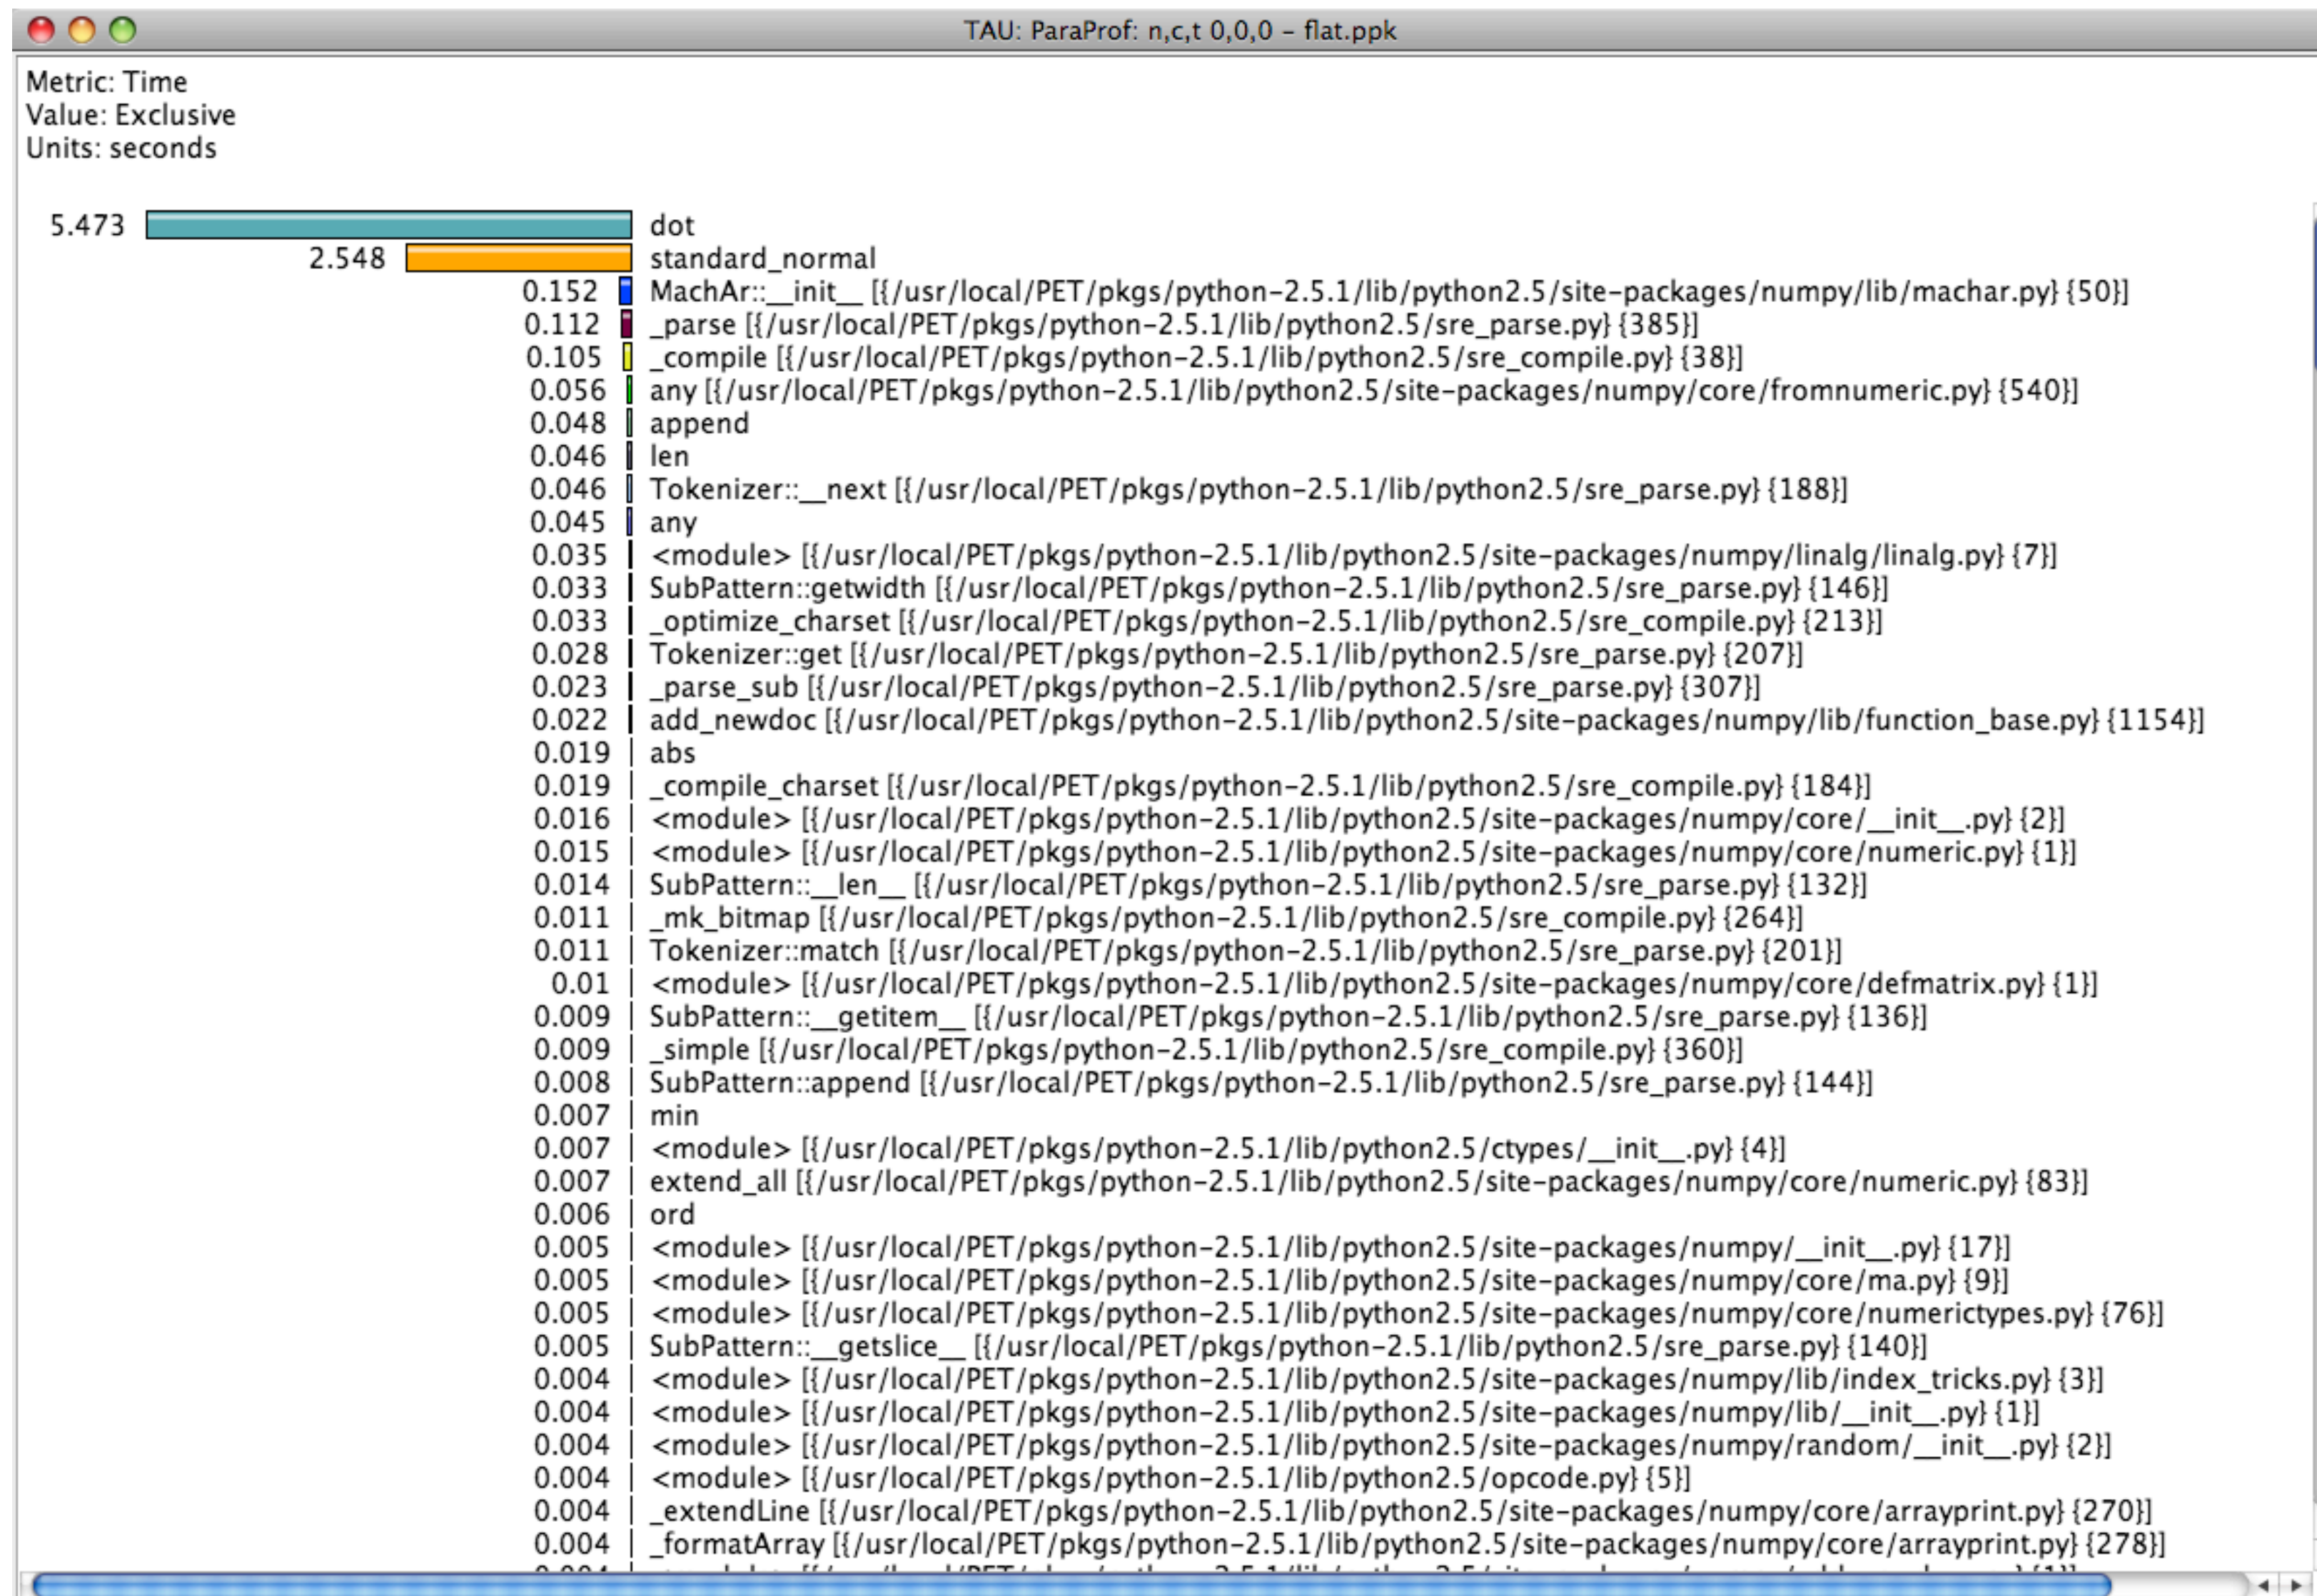 TAU: ParaProf: n,c,t 0,0,0 – flat.ppk
Metric: Time
Value: Exclusive
Units: seconds
5.473 dot
2.548 standard_normal
0.152 MachAr::__init__ [{/usr/local/PET/pkgs/python-2.5.1/lib/python2.5/site-packages/numpy/lib/machar.py} {50}]
0.112 _parse [{/usr/local/PET/pkgs/python-2.5.1/lib/python2.5/sre_parse.py} {385}]
0.105 _compile [{/usr/local/PET/pkgs/python-2.5.1/lib/python2.5/sre_compile.py} {38}]
0.056 any [{/usr/local/PET/pkgs/python-2.5.1/lib/python2.5/site-packages/numpy/core/fromnumeric.py} {540}]
0.048 append
0.046 len
0.046 Tokenizer::__next [{/usr/local/PET/pkgs/python-2.5.1/lib/python2.5/sre_parse.py} {188}]
0.045 any
0.035 <module> [{/usr/local/PET/pkgs/python-2.5.1/lib/python2.5/site-packages/numpy/linalg/linalg.py} {7}]
0.033 SubPattern::getwidth [{/usr/local/PET/pkgs/python-2.5.1/lib/python2.5/sre_parse.py} {146}]
0.033 _optimize_charset [{/usr/local/PET/pkgs/python-2.5.1/lib/python2.5/sre_compile.py} {213}]
0.028 Tokenizer::get [{/usr/local/PET/pkgs/python-2.5.1/lib/python2.5/sre_parse.py} {207}]
0.023 _parse_sub [{/usr/local/PET/pkgs/python-2.5.1/lib/python2.5/sre_parse.py} {307}]
0.022 add_newdoc [{/usr/local/PET/pkgs/python-2.5.1/lib/python2.5/site-packages/numpy/lib/function_base.py} {1154}]
0.019 abs
0.019 _compile_charset [{/usr/local/PET/pkgs/python-2.5.1/lib/python2.5/sre_compile.py} {184}]
0.016 <module> [{/usr/local/PET/pkgs/python-2.5.1/lib/python2.5/site-packages/numpy/core/__init__.py} {2}]
0.015 <module> [{/usr/local/PET/pkgs/python-2.5.1/lib/python2.5/site-packages/numpy/core/numeric.py} {1}]
0.014 SubPattern::__len__ [{/usr/local/PET/pkgs/python-2.5.1/lib/python2.5/sre_parse.py} {132}]
0.011 _mk_bitmap [{/usr/local/PET/pkgs/python-2.5.1/lib/python2.5/sre_compile.py} {264}]
0.011 Tokenizer::match [{/usr/local/PET/pkgs/python-2.5.1/lib/python2.5/sre_parse.py} {201}]
0.01 <module> [{/usr/local/PET/pkgs/python-2.5.1/lib/python2.5/site-packages/numpy/core/defmatrix.py} {1}]
0.009 SubPattern::__getitem__ [{/usr/local/PET/pkgs/python-2.5.1/lib/python2.5/sre_parse.py} {136}]
0.009 _simple [{/usr/local/PET/pkgs/python-2.5.1/lib/python2.5/sre_compile.py} {360}]
0.008 SubPattern::append [{/usr/local/PET/pkgs/python-2.5.1/lib/python2.5/sre_parse.py} {144}]
0.007 min
0.007 <module> [{/usr/local/PET/pkgs/python-2.5.1/lib/python2.5/ctypes/__init__.py} {4}]
0.007 extend_all [{/usr/local/PET/pkgs/python-2.5.1/lib/python2.5/site-packages/numpy/core/numeric.py} {83}]
0.006 ord
0.005 <module> [{/usr/local/PET/pkgs/python-2.5.1/lib/python2.5/site-packages/numpy/__init__.py} {17}]
0.005 <module> [{/usr/local/PET/pkgs/python-2.5.1/lib/python2.5/site-packages/numpy/core/ma.py} {9}]
0.005 <module> [{/usr/local/PET/pkgs/python-2.5.1/lib/python2.5/site-packages/numpy/core/numerictypes.py} {76}]
0.005 SubPattern::__getslice__ [{/usr/local/PET/pkgs/python-2.5.1/lib/python2.5/sre_parse.py} {140}]
0.004 <module> [{/usr/local/PET/pkgs/python-2.5.1/lib/python2.5/site-packages/numpy/lib/index_tricks.py} {3}]
0.004 <module> [{/usr/local/PET/pkgs/python-2.5.1/lib/python2.5/site-packages/numpy/lib/__init__.py} {1}]
0.004 <module> [{/usr/local/PET/pkgs/python-2.5.1/lib/python2.5/site-packages/numpy/random/__init__.py} {2}]
0.004 <module> [{/usr/local/PET/pkgs/python-2.5.1/lib/python2.5/opcode.py} {5}]
0.004 _extendLine [{/usr/local/PET/pkgs/python-2.5.1/lib/python2.5/site-packages/numpy/core/arrayprint.py} {270}]
0.004 _formatArray [{/usr/local/PET/pkgs/python-2.5.1/lib/python2.5/site-packages/numpy/core/arrayprint.py} {278}]